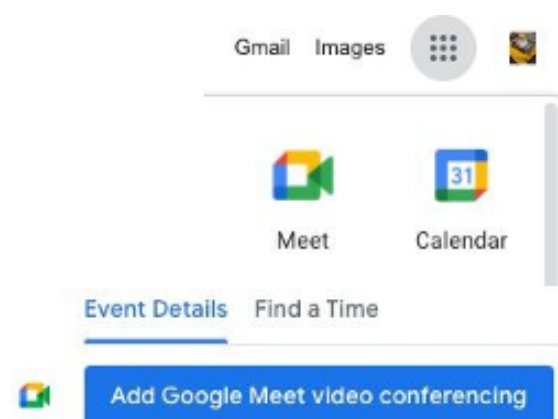 Gmail Images
31
Meet Calendar
Event Details Find a Time
Add Google Meet video conferencing